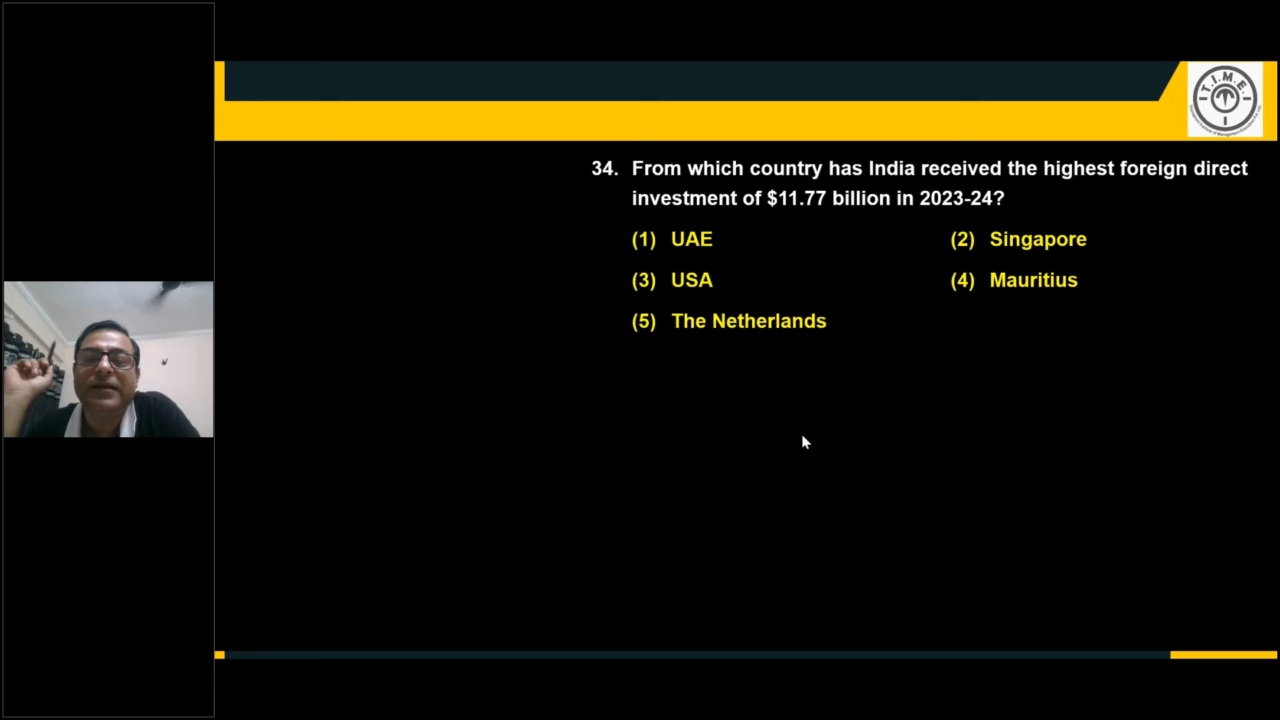 T.I.M.E.
34. From which country has India received the highest foreign direct
investment of $11.77 billion in 2023-24?
(1) UAE (2) Singapore
(3) USA (4) Mauritius
(5) The Netherlands